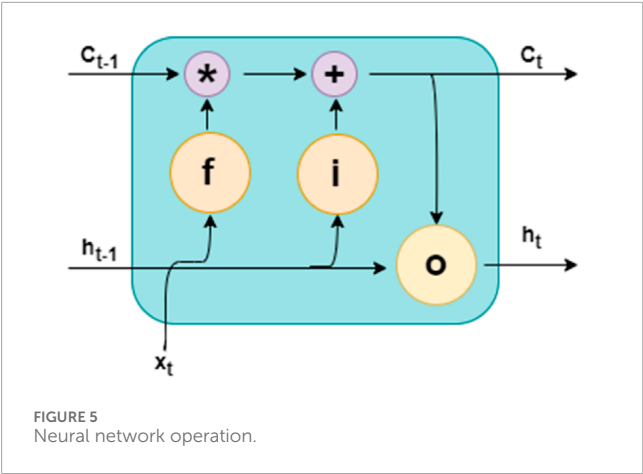 Ct-1
*
+
Ct
f
i
ht-1
o
ht
xt
FIGURE 5
Neural network operation.